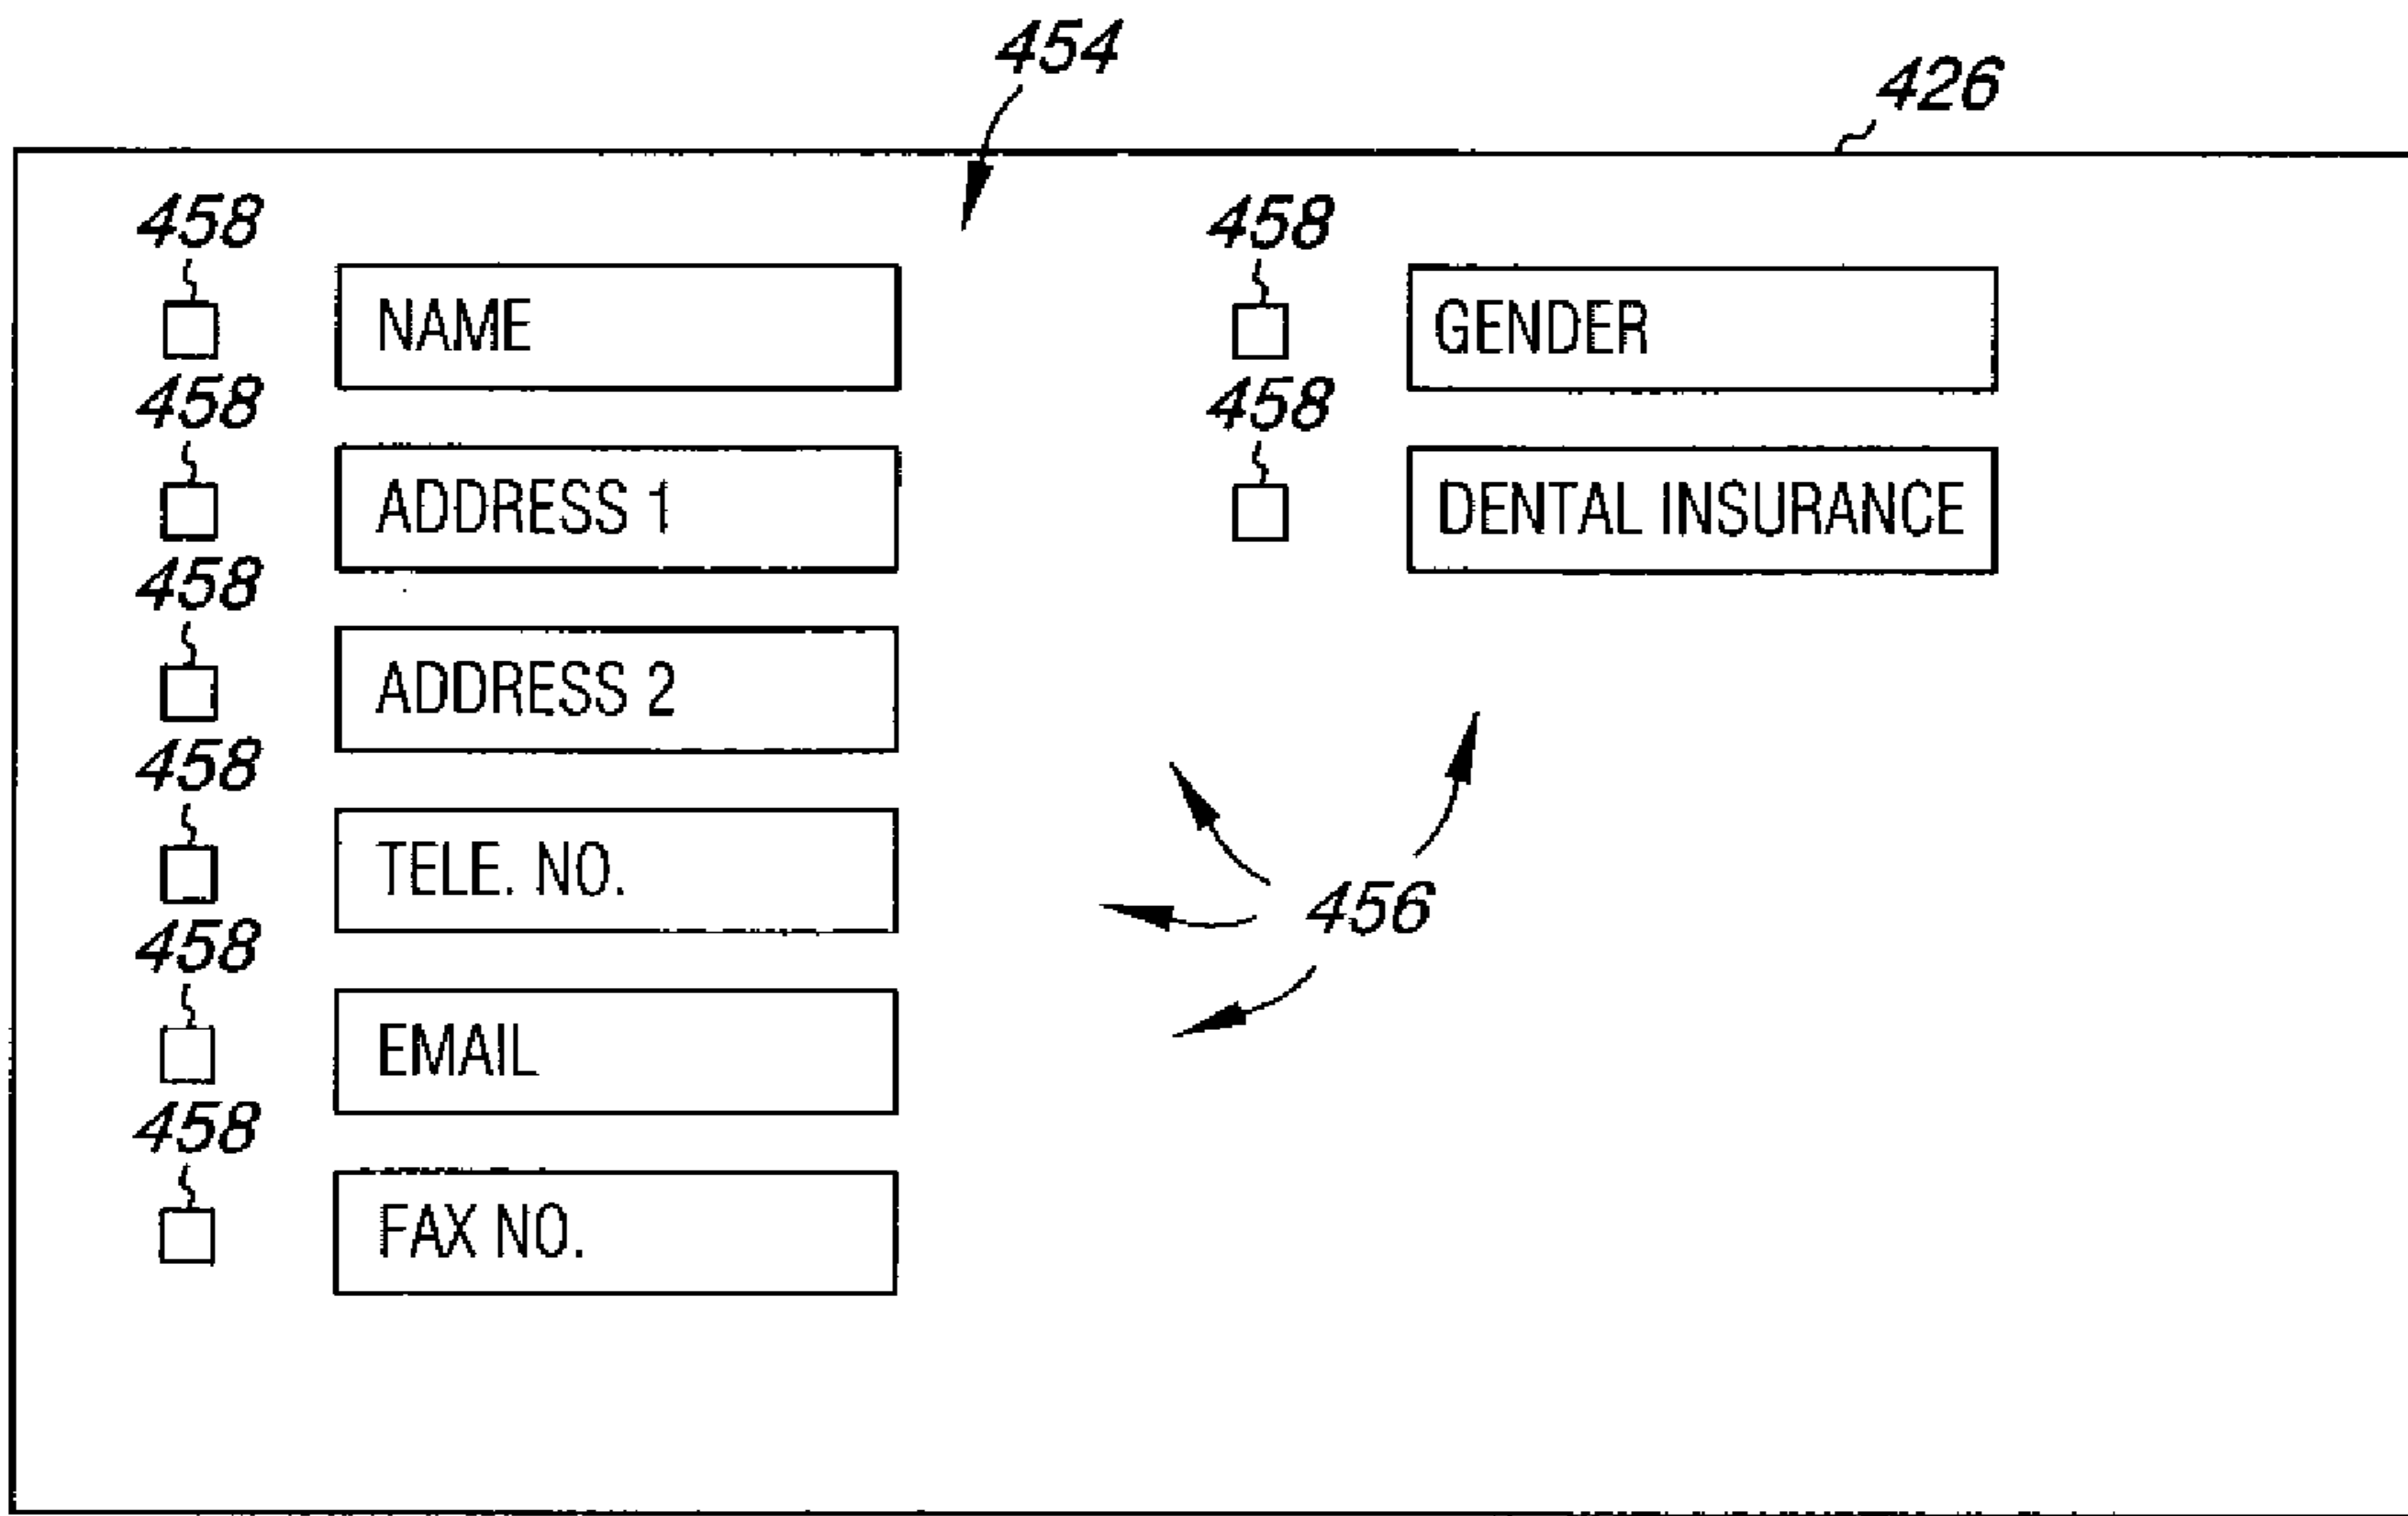 454
426
458
NAME
458
ADDRESS 1
458
ADDRESS 2
458
TELE. NO.
458
EMAIL
458
FAX NO.
458
GENDER
458
DENTAL INSURANCE
456